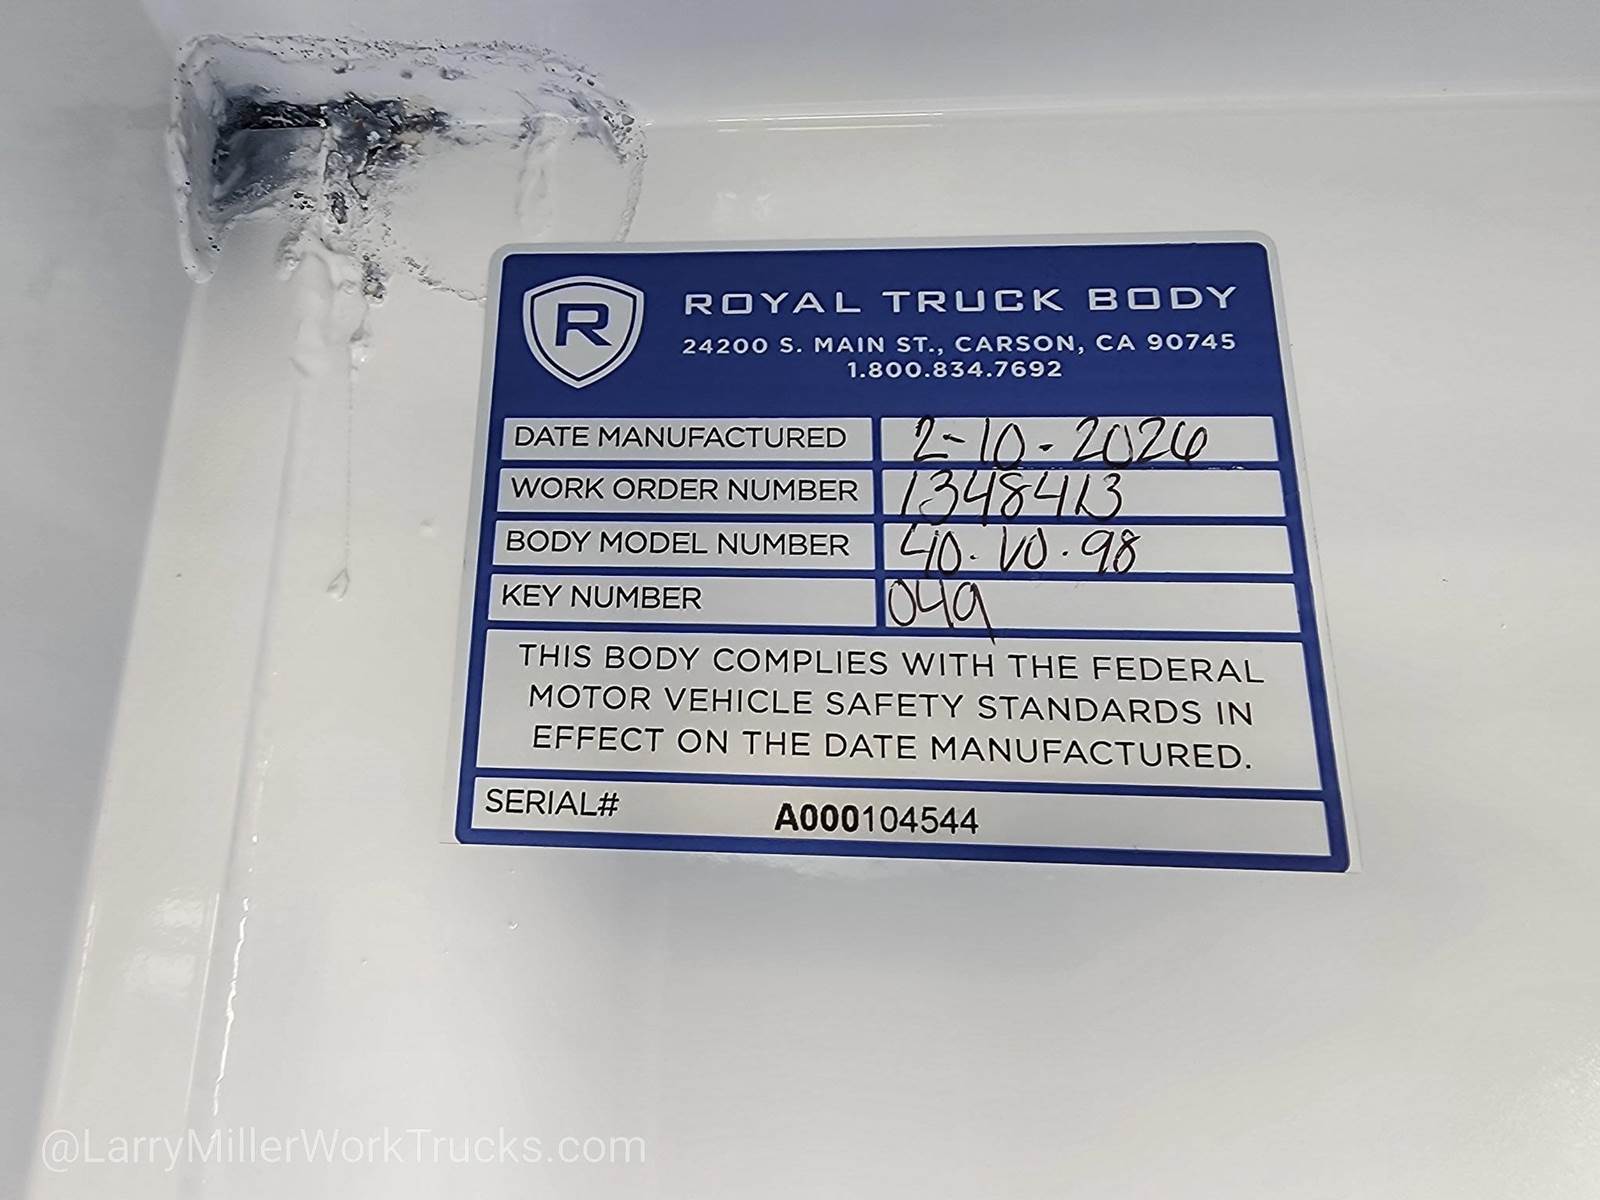 R
ROYAL TRUCK BODY
24200 S. MAIN ST., CARSON, CA 90745
1.800.834.7692
DATE MANUFACTURED 2-10-2026
WORK ORDER NUMBER 1348413
BODY MODEL NUMBER 40-VO-98
KEY NUMBER 049
THIS BODY COMPLIES WITH THE FEDERAL
MOTOR VEHICLE SAFETY STANDARDS IN
EFFECT ON THE DATE MANUFACTURED.
SERIAL# A000104544
@LarryMillerWorkTrucks.com